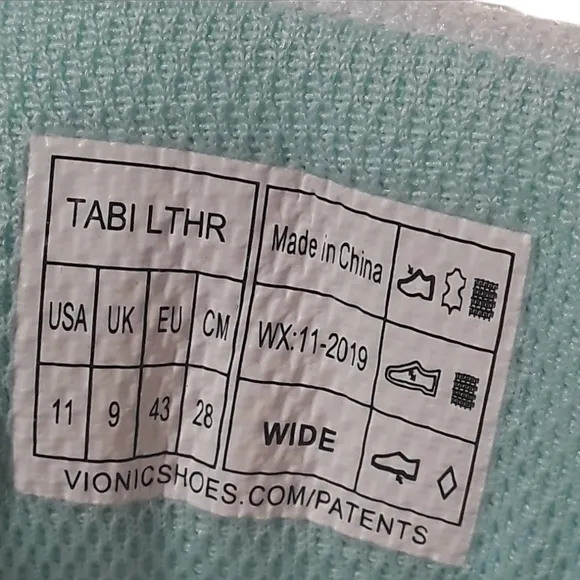 TABI LTHR
USA UK EU CM
11 9 43 28
Made in China
WX:11-2019
WIDE
VIONICSHOES.COM/PATENTS